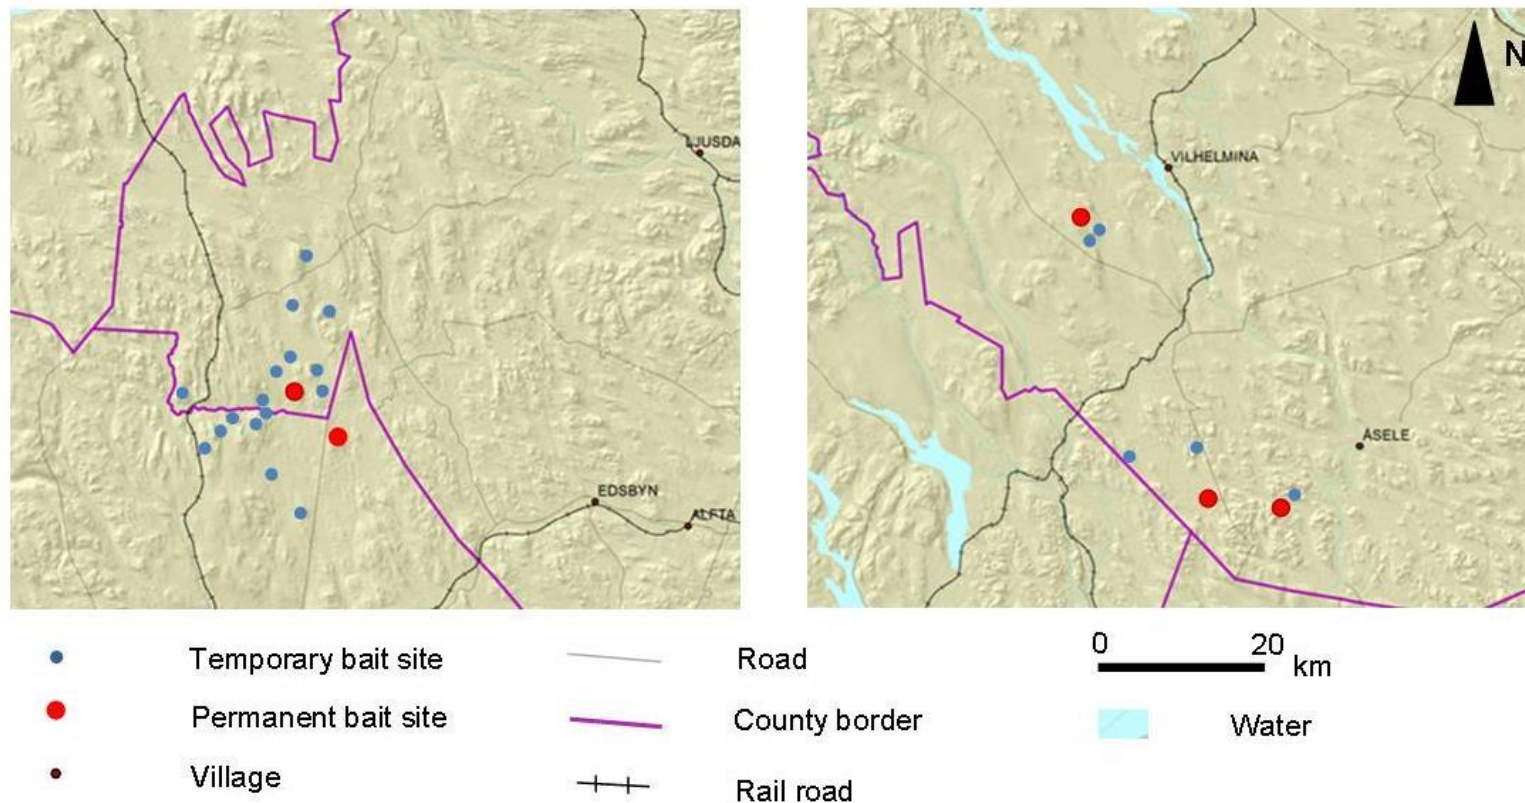 N
LJUSDA
VILHELMINA
ÅSELE
EDSBYN
ALFTA
Temporary bait site
Road
0 20
km
Permanent bait site
County border
Water
Village
Rail road